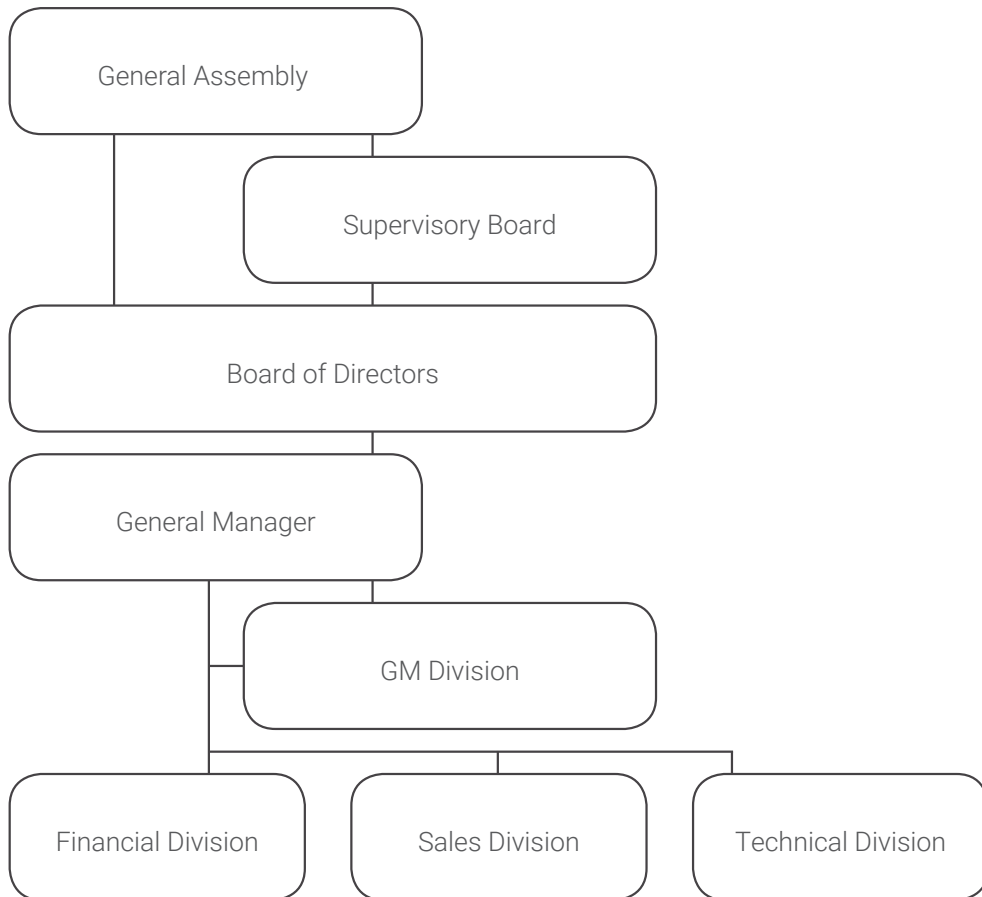 General Assembly
Supervisory Board
Board of Directors
General Manager
GM Division
Financial Division
Sales Division
Technical Division